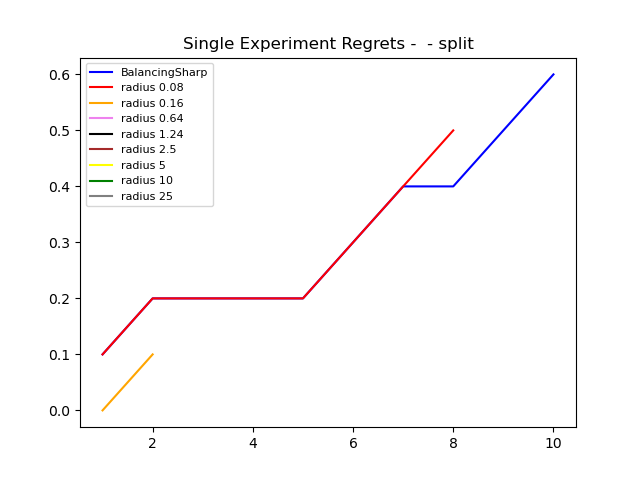 Single Experiment Regrets -  - split
BalancingSharp
radius 0.08
radius 0.16
radius 0.64
radius 1.24
radius 2.5
radius 5
radius 10
radius 25
0.6
0.5
0.4
0.3
0.2
0.1
0.0
2 4 6 8 10